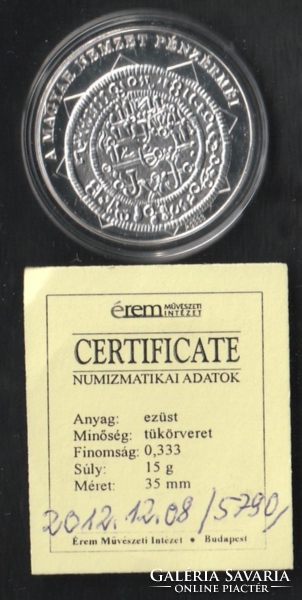 A MAGYAR NEMZET PÉNZÉRMÉI
érem MŰVÉSZETI
INTÉZET
CERTIFICATE
NUMIZMATIKAI ADATOK
Anyag: ezüst
Minőség: tükörveret
Finomság: 0,333
Súly: 15 g
Méret: 35 mm
2012.12.08/5790,
Érem Művészeti Intézet • Budapest
GALÉRIA SAVARIA
ONLINE PIACTÉR